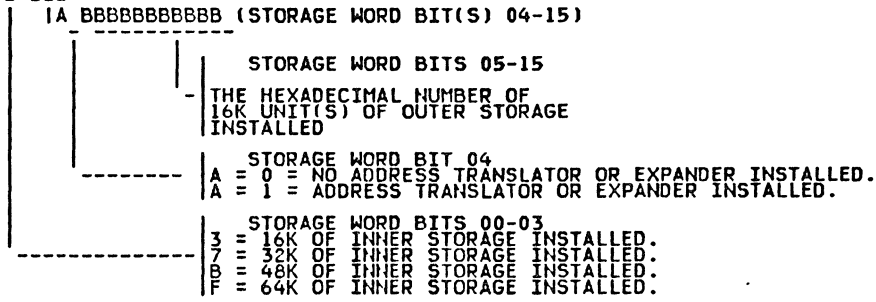 A BBBBBBBBBBB (STORAGE WORD BIT(S) 04-15)
STORAGE WORD BITS 05-15
THE HEXADECIMAL NUMBER OF
16K UNIT(S) OF OUTER STORAGE
INSTALLED
STORAGE WORD BIT 04
A = 0 = NO ADDRESS TRANSLATOR OR EXPANDER INSTALLED.
A = 1 = ADDRESS TRANSLATOR OR EXPANDER INSTALLED.
STORAGE WORD BITS 00-03
3 = 16K OF INNER STORAGE INSTALLED.
7 = 32K OF INNER STORAGE INSTALLED.
B = 48K OF INNER STORAGE INSTALLED.
F = 64K OF INNER STORAGE INSTALLED.